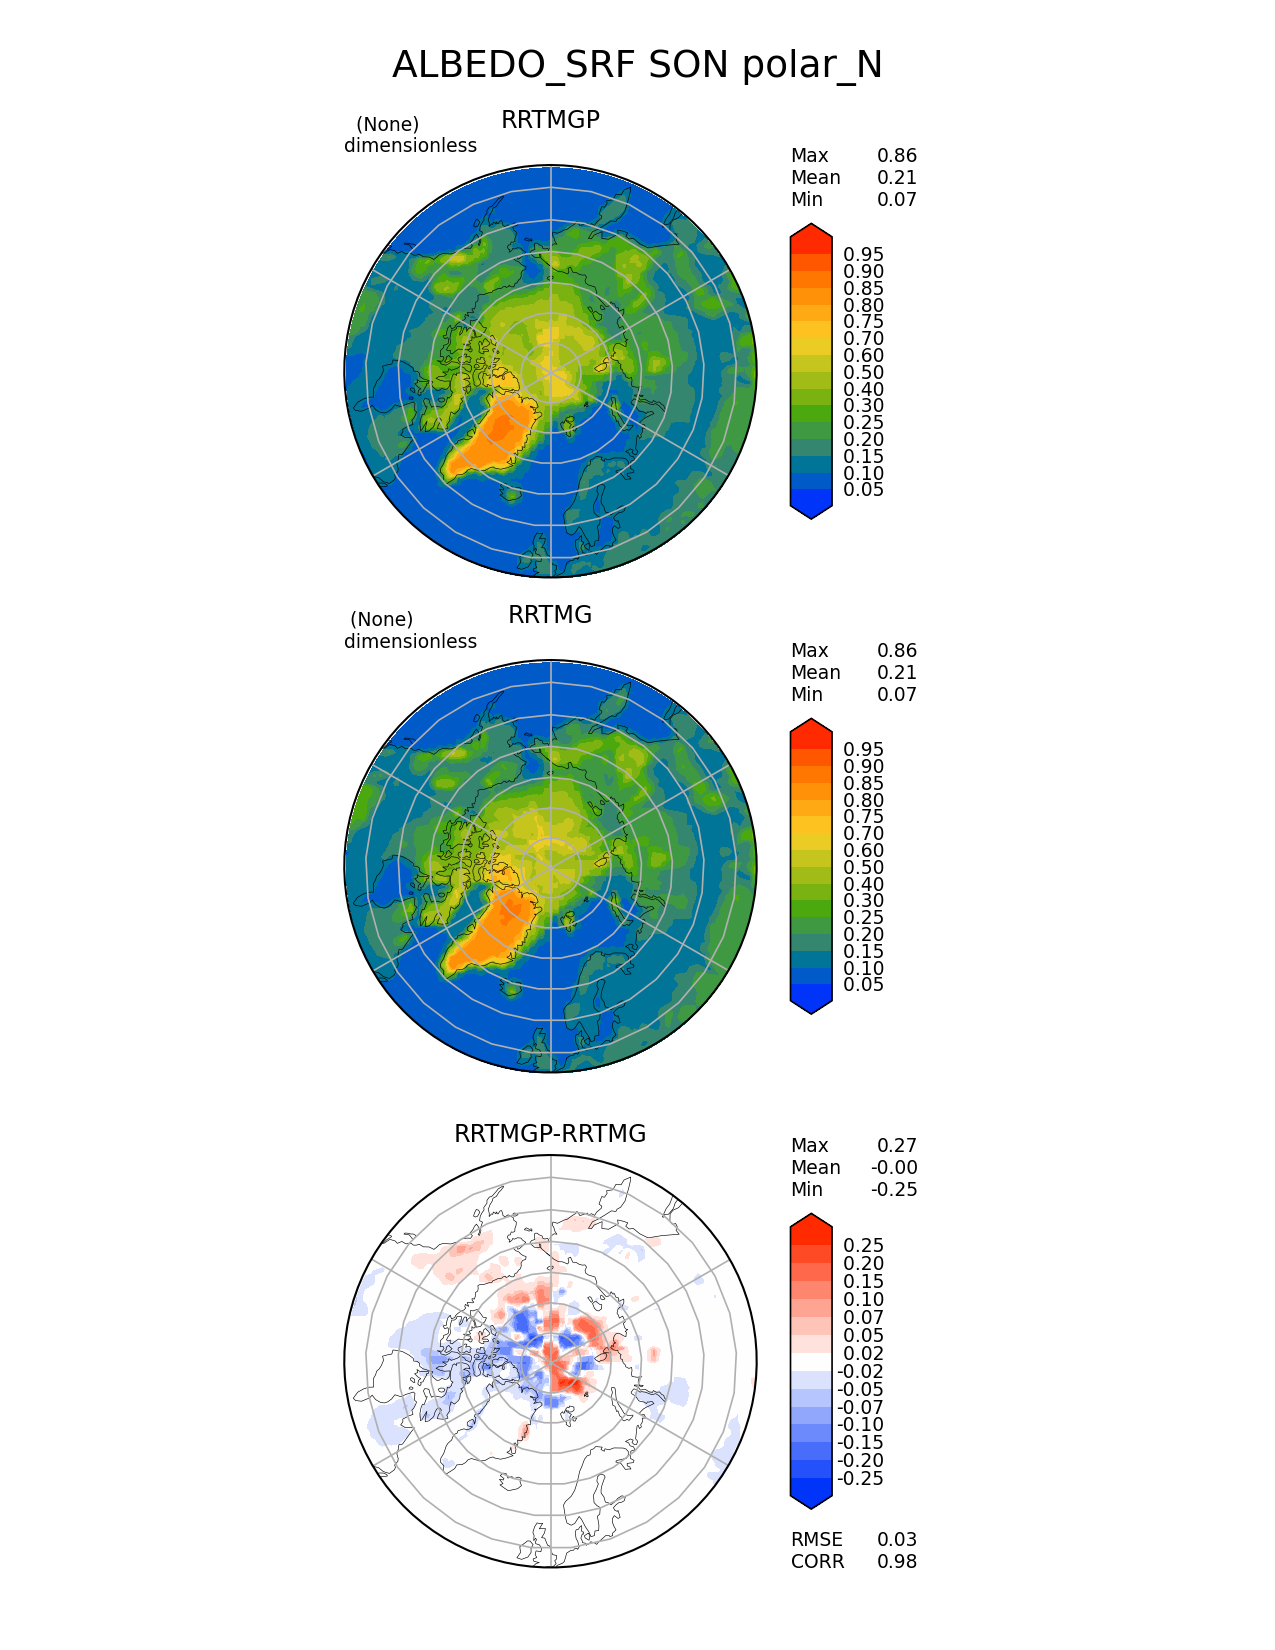 ALBEDO_SRF SON polar_N
(None)
RRTMGP
dimensionless
Max 0.86
Mean 0.21
Min 0.07
0.95
0.90
0.85
0.80
0.75
0.70
0.60
0.50
0.40
0.30
0.25
0.20
0.15
0.10
0.05
(None)
RRTMG
dimensionless
Max 0.86
Mean 0.21
Min 0.07
0.95
0.90
0.85
0.80
0.75
0.70
0.60
0.50
0.40
0.30
0.25
0.20
0.15
0.10
0.05
RRTMGP-RRTMG
Max 0.27
Mean -0.00
Min -0.25
0.25
0.20
0.15
0.10
0.07
0.05
0.02
-0.02
-0.05
-0.07
-0.10
-0.15
-0.20
-0.25
RMSE 0.03
CORR 0.98